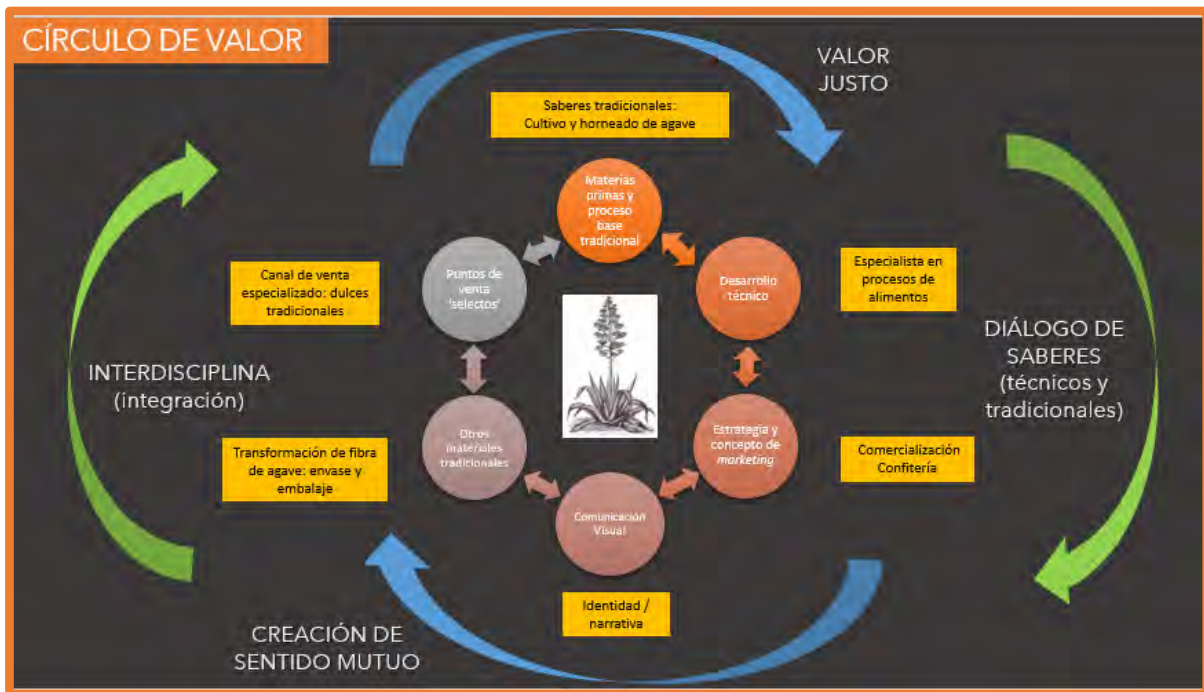 CÍRCULO DE VALOR
VALOR
JUSTO
Saberes tradicionales:
Cultivo y horneado de agave
Materias
primas y
proceso
base
tradicional
Puntos de
venta
'selectos'
Desarrollo
técnico
Canal de venta
especializado: dulces
tradicionales
Especialista en
procesos de
alimentos
INTERDISCIPLINA
(integración)
DIÁLOGO DE
SABERES
(técnicos y
tradicionales)
Otros
materiales
tradicionales
Estrategia y
concepto de
marketing
Transformación de fibra
de agave: envase y
embalaje
Comercialización
Confitería
Comunicación
Visual
Identidad /
narrativa
CREACIÓN DE
SENTIDO MUTUO